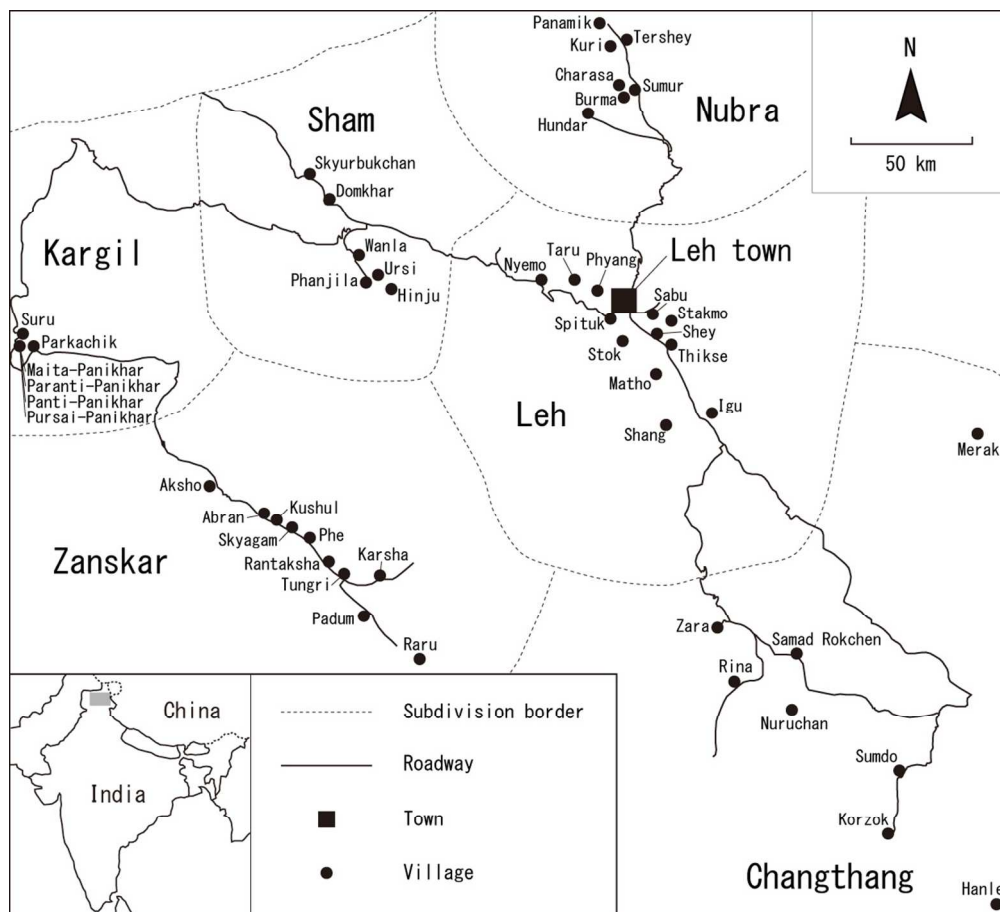 Panamik
Tershey
Kuri
Charasa
Sumur
Burma
Hundar
Nubra
N
50 km
Sham
Skyurbukchan
Domkhar
Kargil
Wanla
Ursi
Phanjila
Hinju
Nyemo
Taru
Phyang
Leh town
Sabu
Stakmo
Spituk
Shey
Stok
Thikse
Matho
Suru
Parkachik
Maita-Panikhar
Paranti-Panikhar
Panti-Panikhar
Pursai-Panikhar
Leh
Igu
Shang
Merak
Aksho
Kushul
Abran
Skyagam
Phe
Zanskar
Rantaksha
Karsha
Tungri
Padum
Raru
Zara
Samad Rokchen
Rina
Nuruchan
Sumdo
Korzok
Changthang
Hanle
China
India
Subdivision border
Roadway
Town
Village